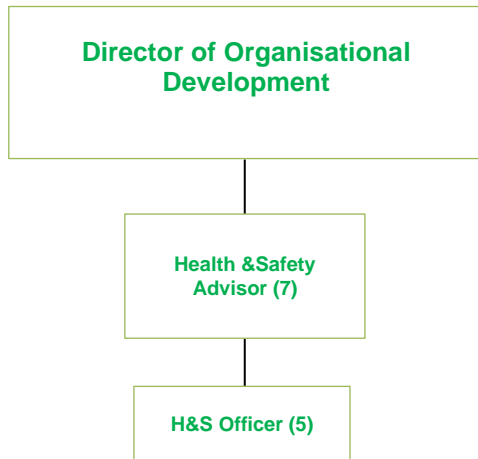 Director of Organisational
Development
Health &Safety
Advisor (7)
H&S Officer (5)